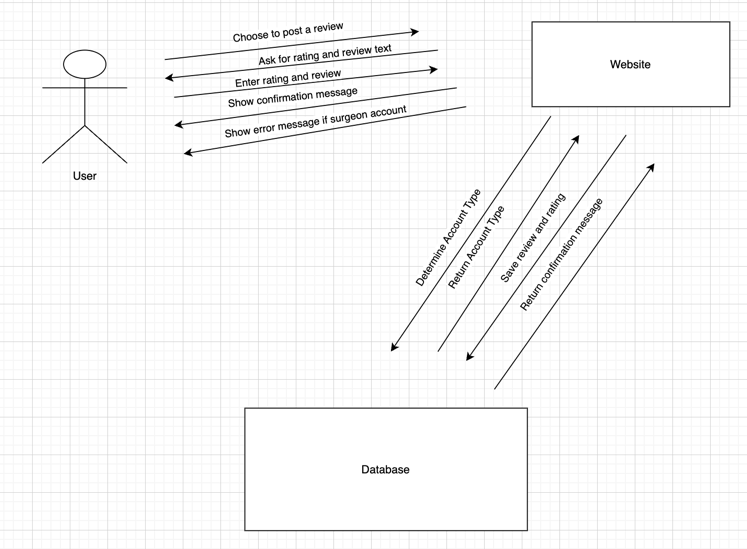 Choose to post a review
Ask for rating and review text
Enter rating and review
Show confirmation message
Show error message if surgeon account
Website
User
Determine Account Type
Return Account Type
Save review and rating
Return confirmation message
Database